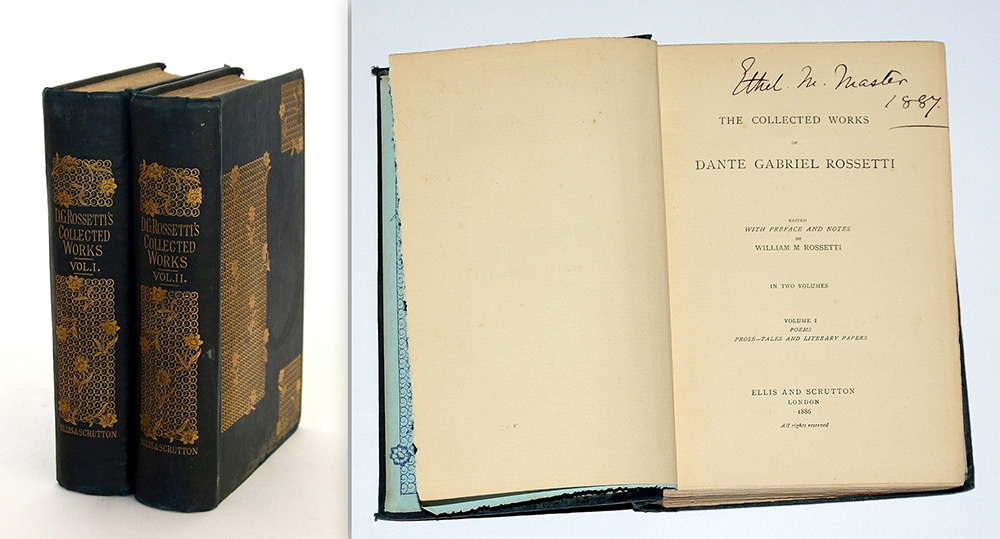 D.G.ROSSETTI'S
COLLECTED
WORKS
VOL.I.
ELLIS & SCRUTTON
D.G.ROSSETTI'S
COLLECTED
WORKS
VOL.II.
ELLIS & SCRUTTON
Ethel. M. Master
1887.
THE COLLECTED WORKS
OF
DANTE GABRIEL ROSSETTI
EDITED
WITH PREFACE AND NOTES
BY
WILLIAM M ROSSETTI
IN TWO VOLUMES
VOLUME I
POEMS
PROSE—TALES AND LITERARY PAPERS
ELLIS AND SCRUTTON
LONDON
1886
All rights reserved